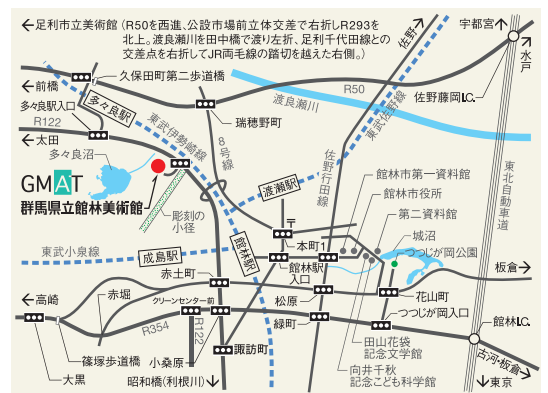 ←足利市立美術館(R50を西進、公設市場前立体交差で右折しR293を
北上。渡良瀬川を田中橋で渡り左折、足利千代田線との
交差点を右折してJR両毛線の踏切を越えた右側。)
佐野
宇都宮
水戸
久保田町第二歩道橋
前橋
多々良駅
多々良駅入口
R122
太田
多々良沼
瑞穂野町
渡良瀬川
R50
佐野藤岡I.C.
東武佐野線
東武伊勢崎線
8号線
佐野行田線
東北自動車道
GMAT
群馬県立館林美術館
彫刻の
小径
渡瀬駅
館林市第一資料館
館林市役所
第二資料館
城沼
つつじが岡公園
本町1
館林駅
館林駅
入口
東武小泉線
成島駅
赤土町
板倉
高崎
赤堀
クリーンセンター前
松原
花山町
つつじが岡入口
緑町
R354
R122
館林I.C.
諏訪町
篠塚歩道橋
小桑原
田山花袋
記念文学館
古河・板倉
大黒
昭和橋(利根川)
向井千秋
記念こども科学館
東京